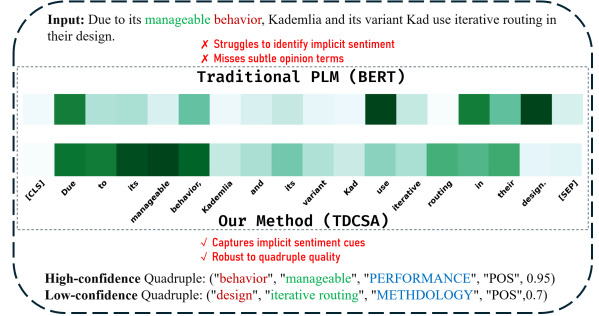 Input: Due to its manageable behavior, Kademlia and its variant Kad use iterative routing in
their design.
✗ Struggles to identify implicit sentiment
✗ Misses subtle opinion terms
Traditional PLM (BERT)
[CLS] Due to its manageable behavior, Kademlia and its variant Kad use iterative routing in their design. [SEP]
Our Method (TDCSA)
✓ Captures implicit sentiment cues
✓ Robust to quadruple quality
High-confidence Quadruple: ("behavior", "manageable", "PERFORMANCE", "POS", 0.95)
Low-confidence Quadruple: ("design", "iterative routing", "METHDOLOGY", "POS",0.7)